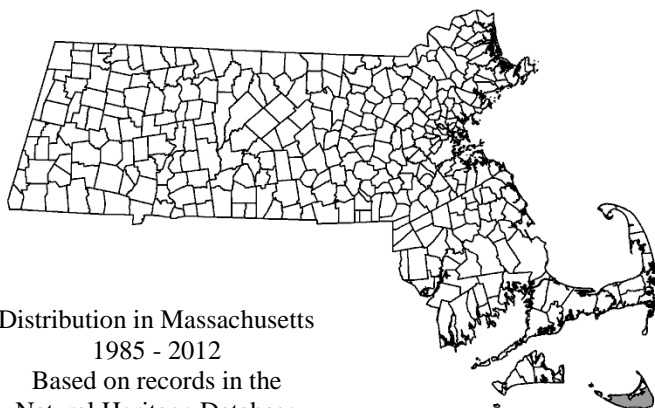 Distribution in Massachusetts
1985 - 2012
Based on records in the
Natural Heritage Database